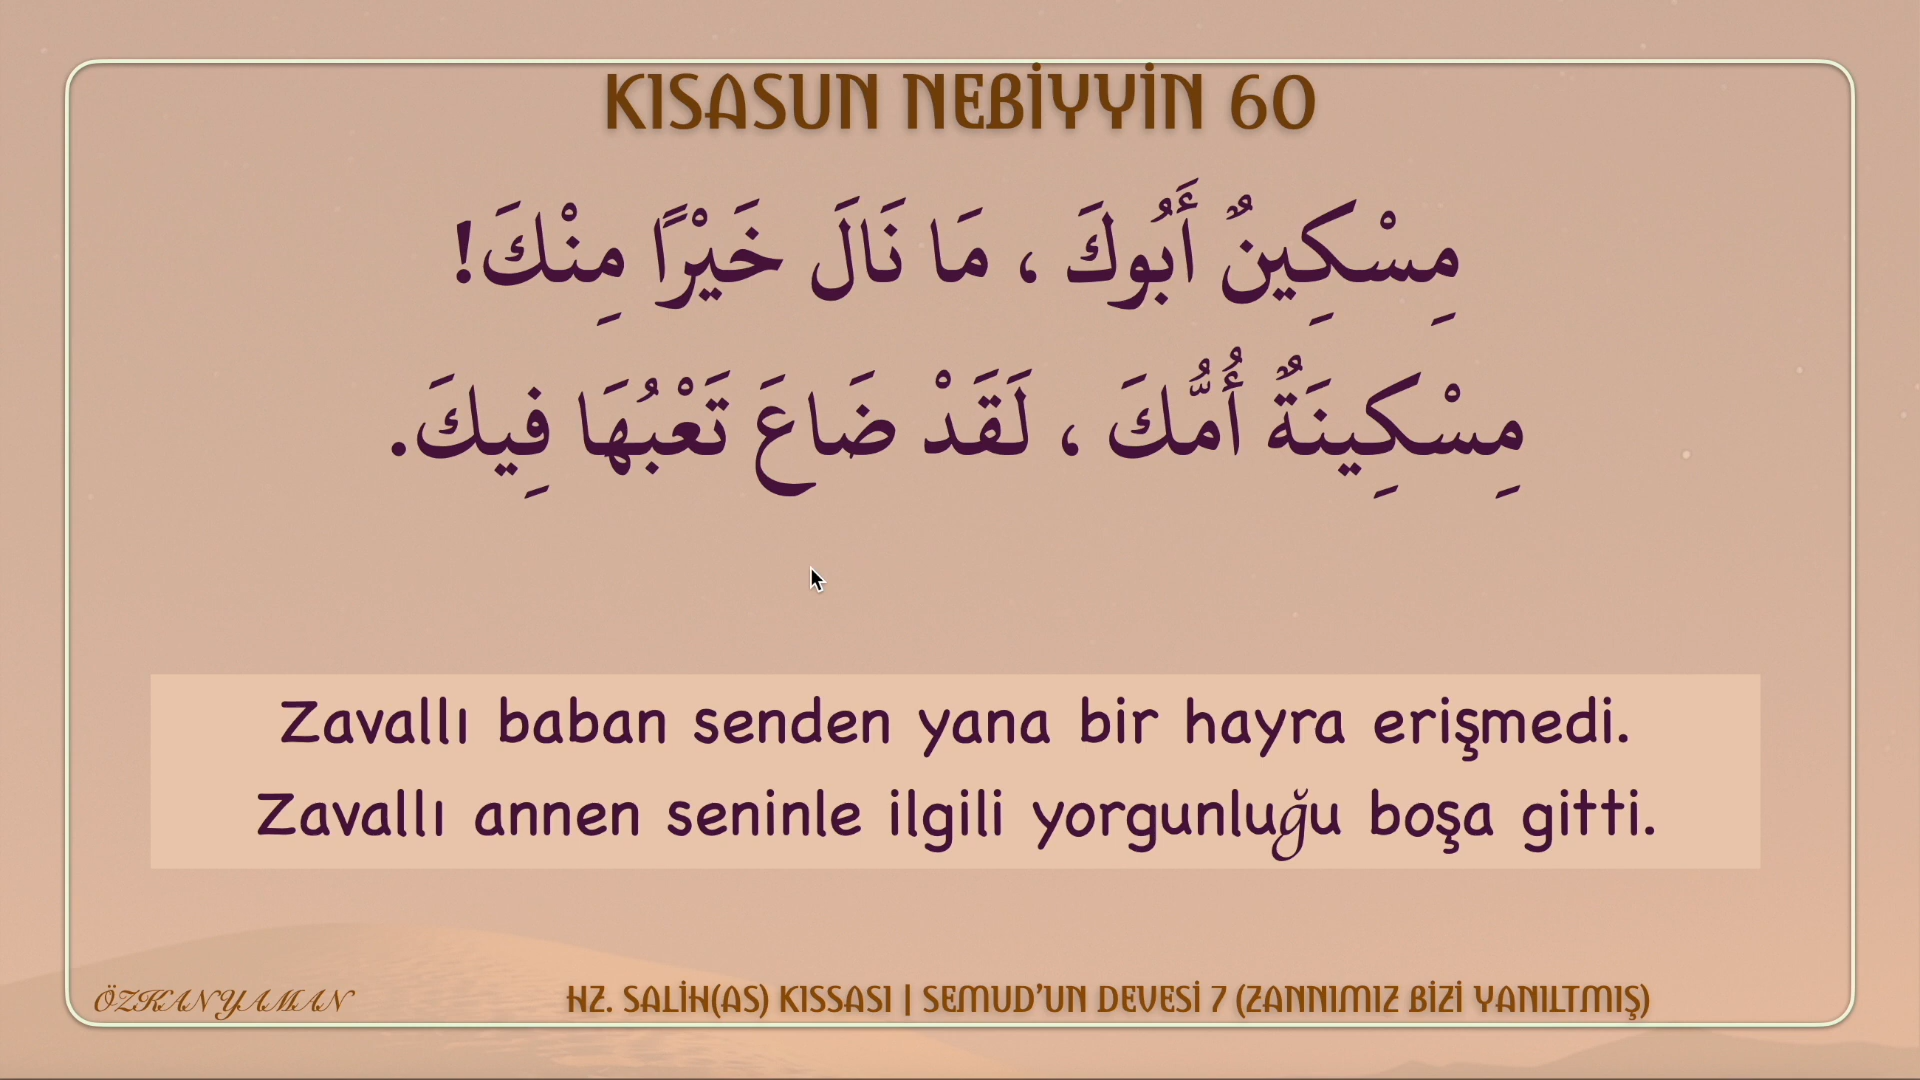 KISASUN NEBİYYİN 60
مِسْكِينٌ أَبُوكَ ، مَا نَالَ خَيْرًا مِنْكَ!
مِسْكِينَةٌ أُمُّكَ ، لَقَدْ ضَاعَ تَعْبُهَا فِيكَ.
Zavallı baban senden yana bir hayra erişmedi.
Zavallı annen seninle ilgili yorgunluğu boşa gitti.
ÖZKANYAMAN
HZ. SALİH(AS) KISSASI | SEMUD’UN DEVESİ 7 (ZANNIMIZ BİZİ YANILTMIŞ)